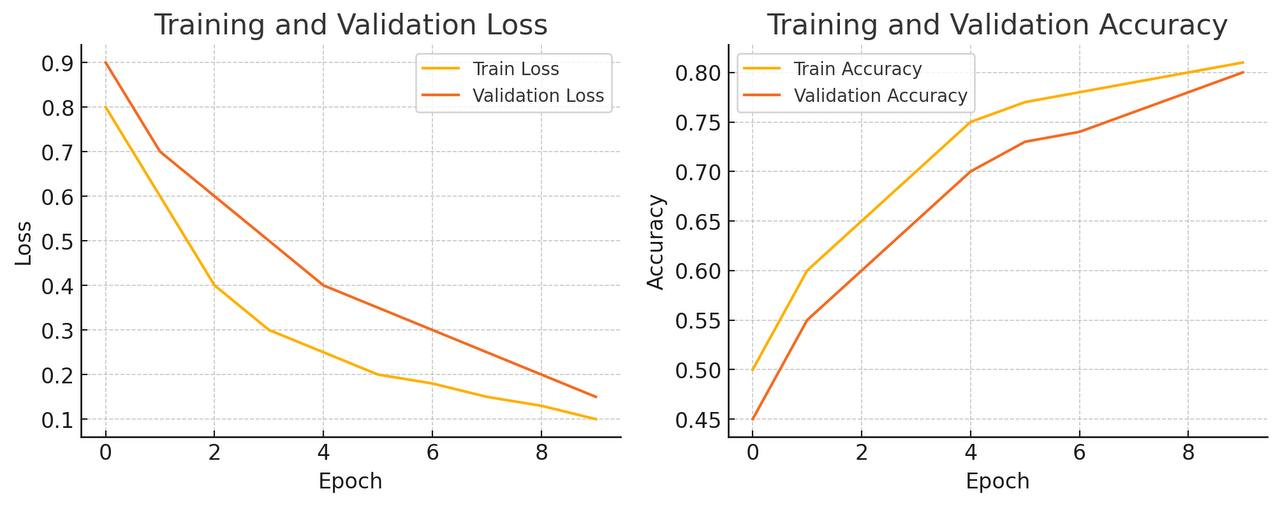 Training and Validation Loss
Train Loss
Validation Loss
0.9
0.8
0.7
0.6
0.5
0.4
0.3
0.2
0.1
Loss
0 2 4 6 8
Epoch
Training and Validation Accuracy
Train Accuracy
Validation Accuracy
0.80
0.75
0.70
0.65
0.60
0.55
0.50
0.45
Accuracy
0 2 4 6 8
Epoch